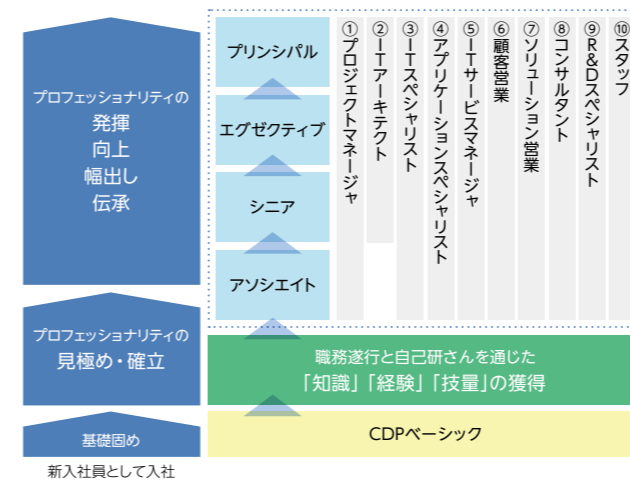 プロフェッショナリティの
発揮
向上
幅出し
伝承
プロフェッショナリティの
見極め・確立
基礎固め
新入社員として入社
プリンシパル
エグゼクティブ
シニア
アソシエイト
①プロジェクトマネージャ
②ITアーキテクト
③ITスペシャリスト
④アプリケーションスペシャリスト
⑤ITサービスマネージャ
⑥顧客営業
⑦ソリューション営業
⑧コンサルタント
⑨R&Dスペシャリスト
⑩スタッフ
職務遂行と自己研さんを通じた
「知識」「経験」「技量」の獲得
CDPベーシック